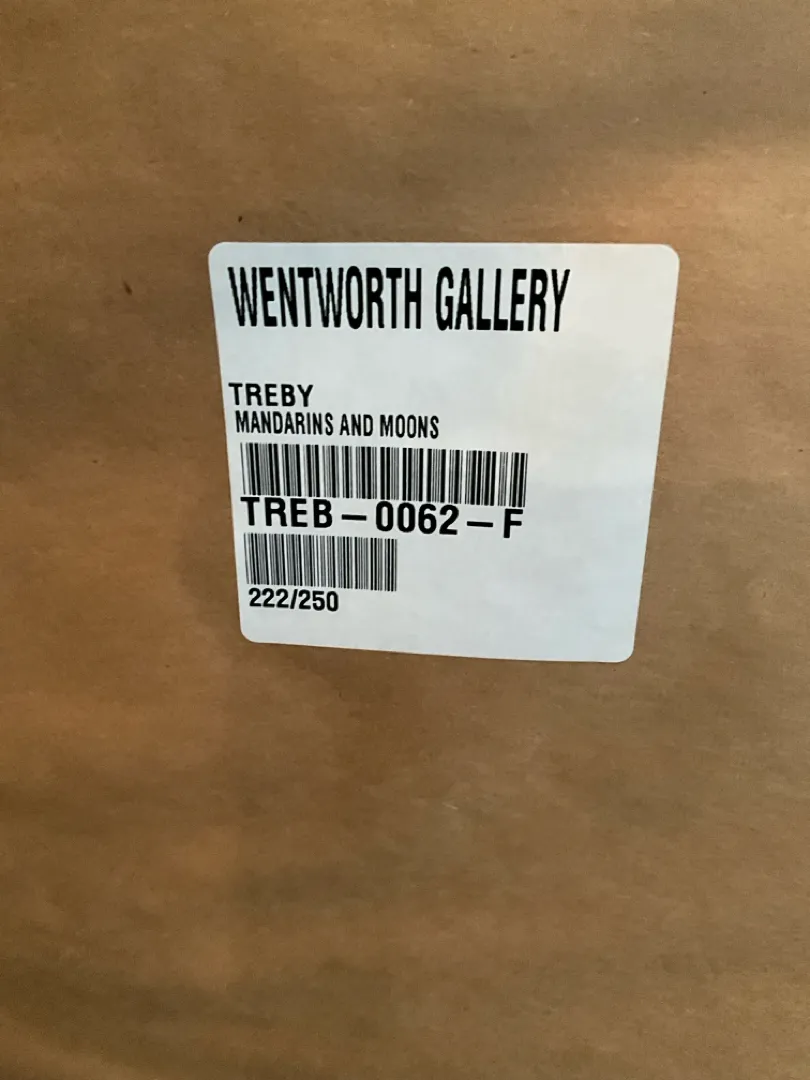 WENTWORTH GALLERY
TREBY
MANDARINS AND MOONS
TREB-0062-F
222/250